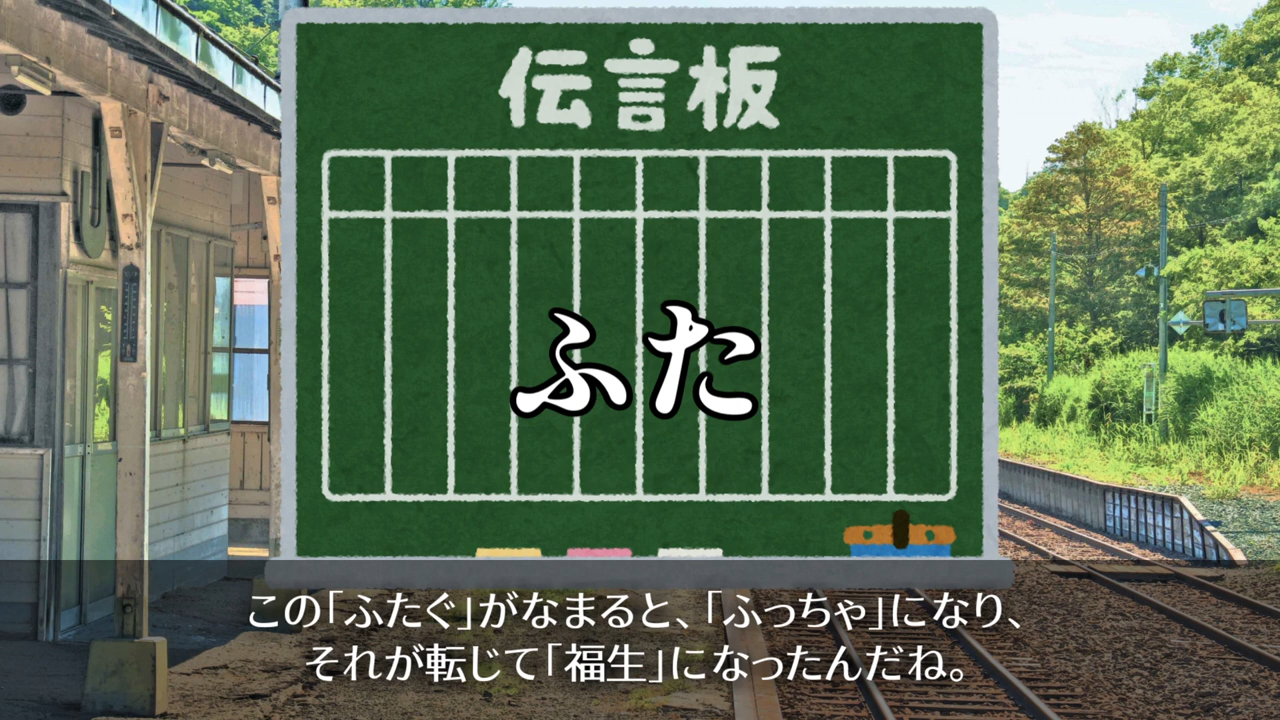 伝言板
ふた
この「ふたぐ」がなまると、「ふっちゃ」になり、
それが転じて「福生」になったんだね。